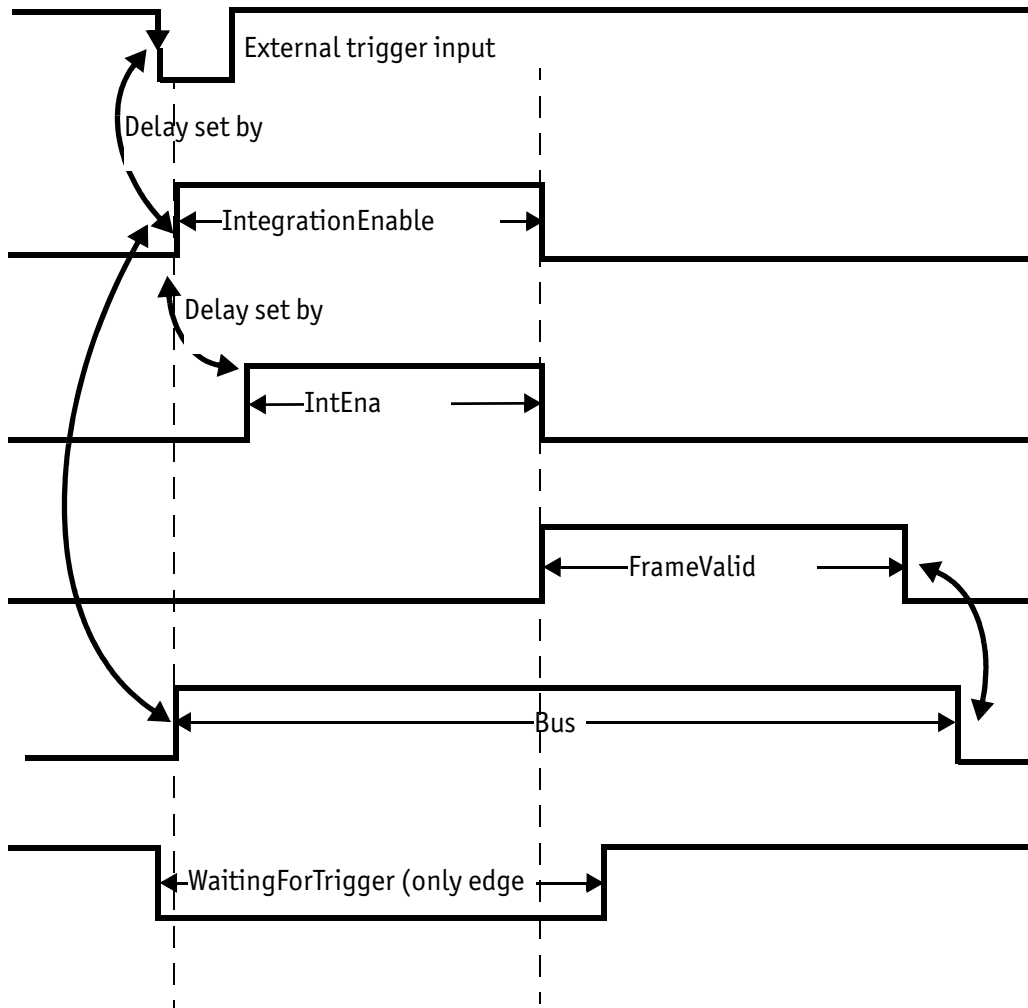 External trigger input
Delay set by
IntegrationEnable
Delay set by
IntEna
FrameValid
Bus
WaitingForTrigger (only edge